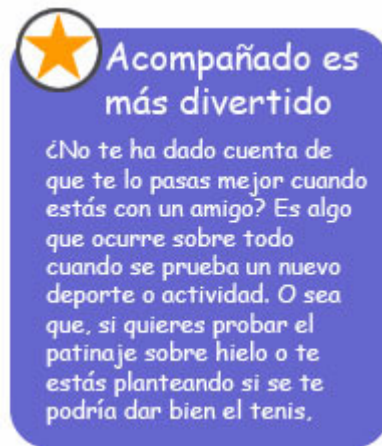 Acompañado es
más divertido
¿No te ha dado cuenta de
que te lo pasas mejor cuando
estás con un amigo? Es algo
que ocurre sobre todo
cuando se prueba un nuevo
deporte o actividad. O sea
que, si quieres probar el
patinaje sobre hielo o te
estás planteando si se te
podría dar bien el tenis,